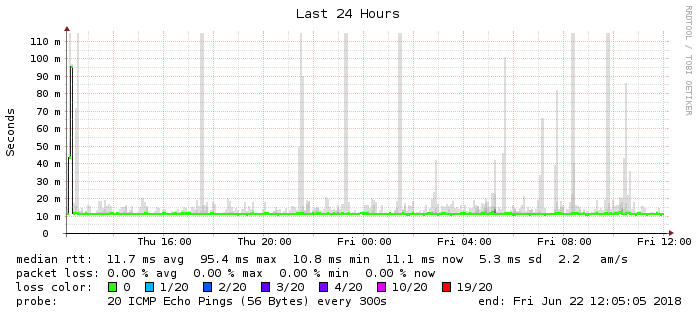 Last 24 Hours
RRDTOOL / TOBI OETIKER
Seconds
110 m
100 m
90 m
80 m
70 m
60 m
50 m
40 m
30 m
20 m
10 m
0
Thu 16:00 Thu 20:00 Fri 00:00 Fri 04:00 Fri 08:00 Fri 12:00
median rtt: 11.7 ms avg 95.4 ms max 10.8 ms min 11.1 ms now 5.3 ms sd 2.2 am/s
packet loss: 0.00 % avg 0.00 % max 0.00 % min 0.00 % now
loss color: 0 1/20 2/20 3/20 4/20 10/20 19/20
probe: 20 ICMP Echo Pings (56 Bytes) every 300s end: Fri Jun 22 12:05:05 2018